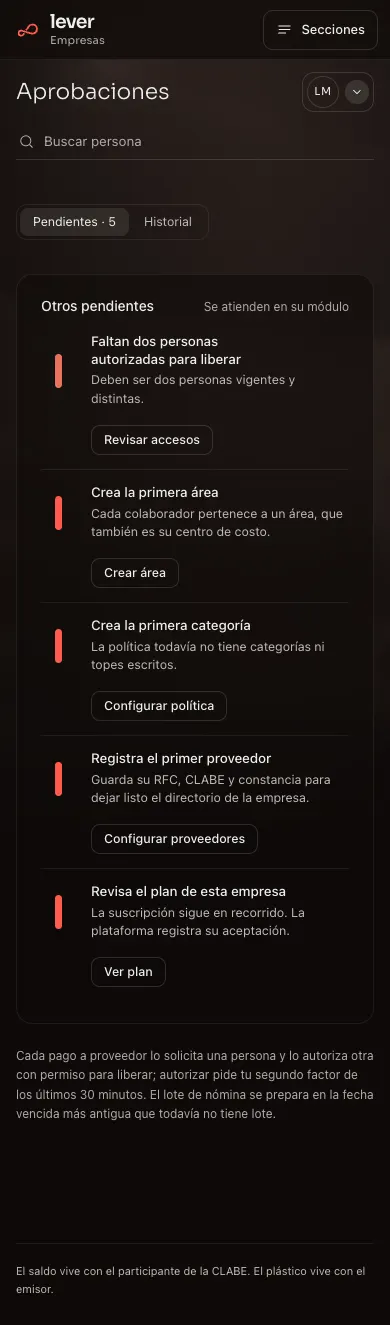 lever
Empresas
Secciones
Aprobaciones
LM
Buscar persona
Pendientes · 5
Historial
Otros pendientes
Se atienden en su módulo
Faltan dos personas
autorizadas para liberar
Deben ser dos personas vigentes y
distintas.
Revisar accesos
Crea la primera área
Cada colaborador pertenece a un área, que
también es su centro de costo.
Crear área
Crea la primera categoría
La política todavía no tiene categorías ni
topes escritos.
Configurar política
Registra el primer proveedor
Guarda su RFC, CLABE y constancia para
dejar listo el directorio de la empresa.
Configurar proveedores
Revisa el plan de esta empresa
La suscripción sigue en recorrido. La
plataforma registra su aceptación.
Ver plan
Cada pago a proveedor lo solicita una persona y lo autoriza otra
con permiso para liberar; autorizar pide tu segundo factor de
los últimos 30 minutos. El lote de nómina se prepara en la fecha
vencida más antigua que todavía no tiene lote.
El saldo vive con el participante de la CLABE. El plástico vive con el
emisor.